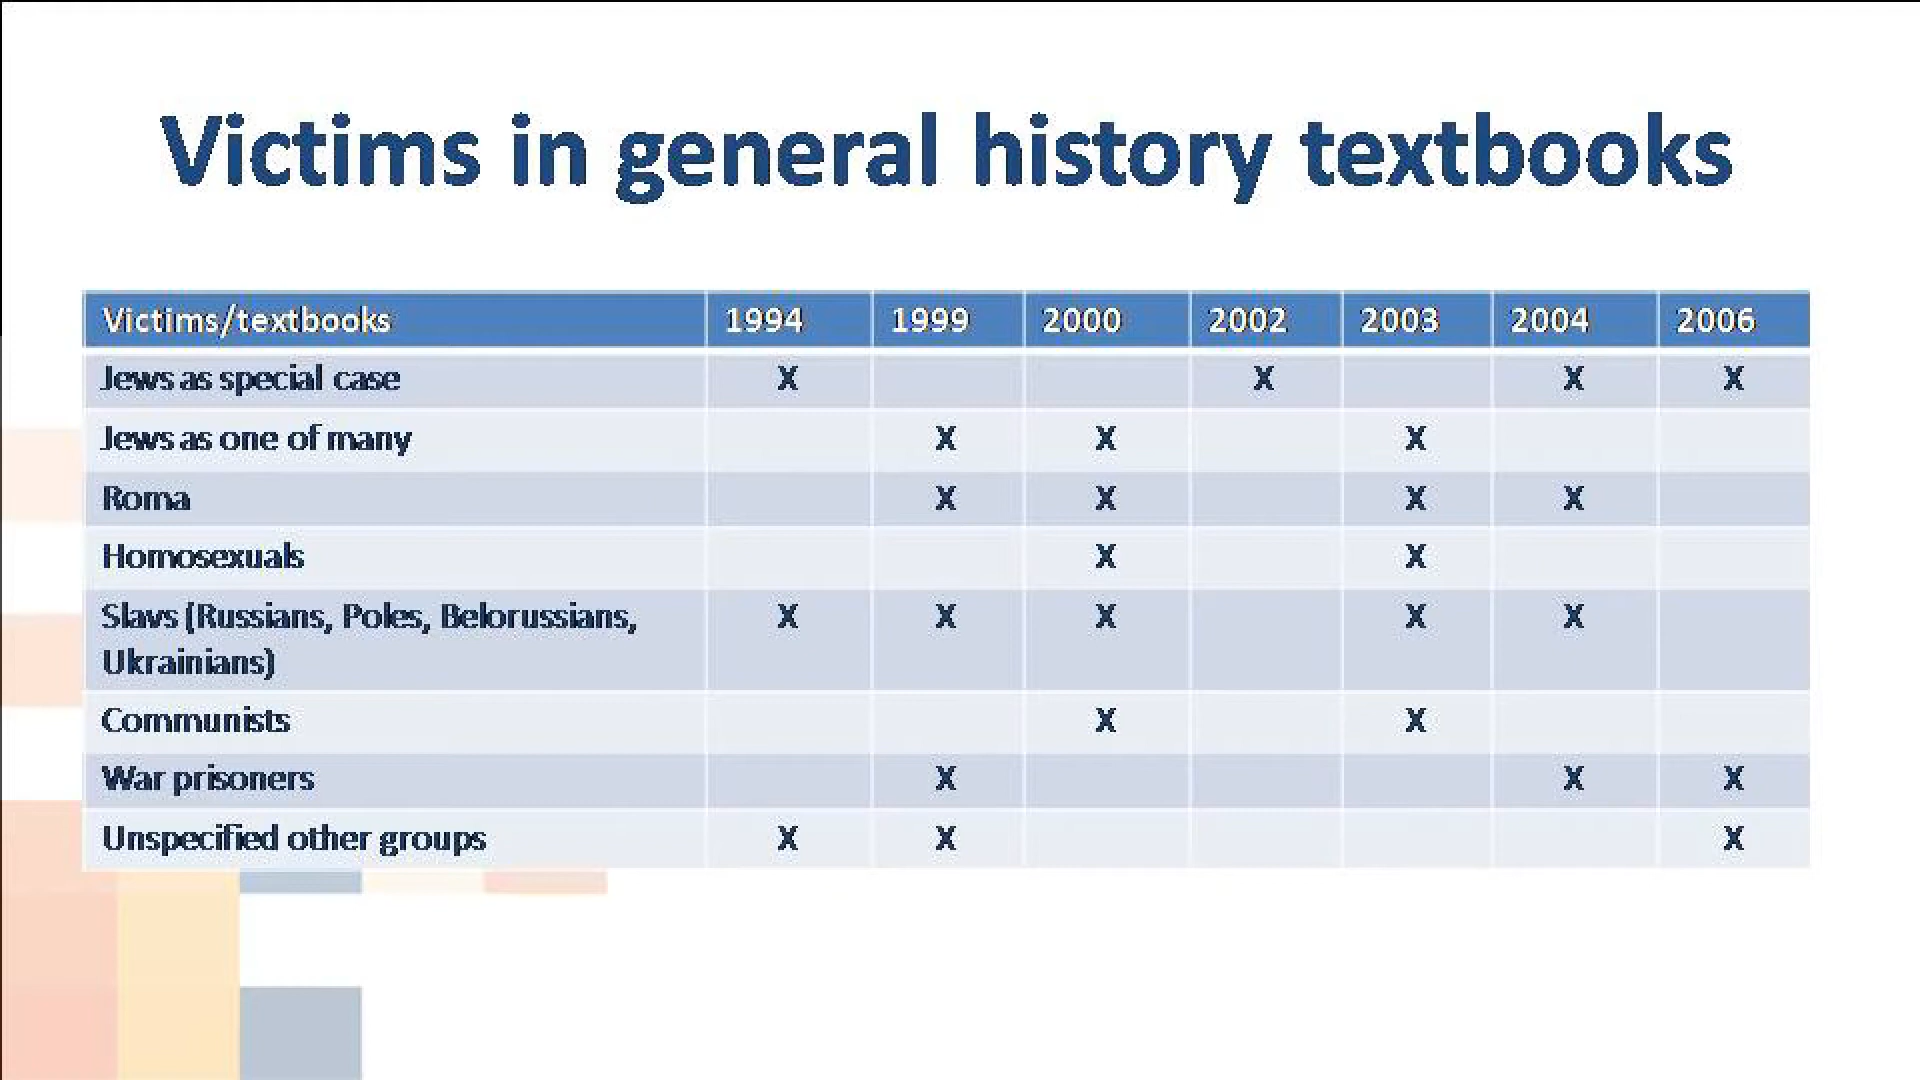 Victims in general history textbooks
Victims/textbooks 1994 1999 2000 2002 2003 2004 2006
Jews as special case X X X X
Jews as one of many X X X
Roma X X X X
Homosexuals X X
Slavs (Russians, Poles, Belorussians, X X X X X
Ukrainians)
Communists X X
War prisoners X X X
Unspecified other groups X X X